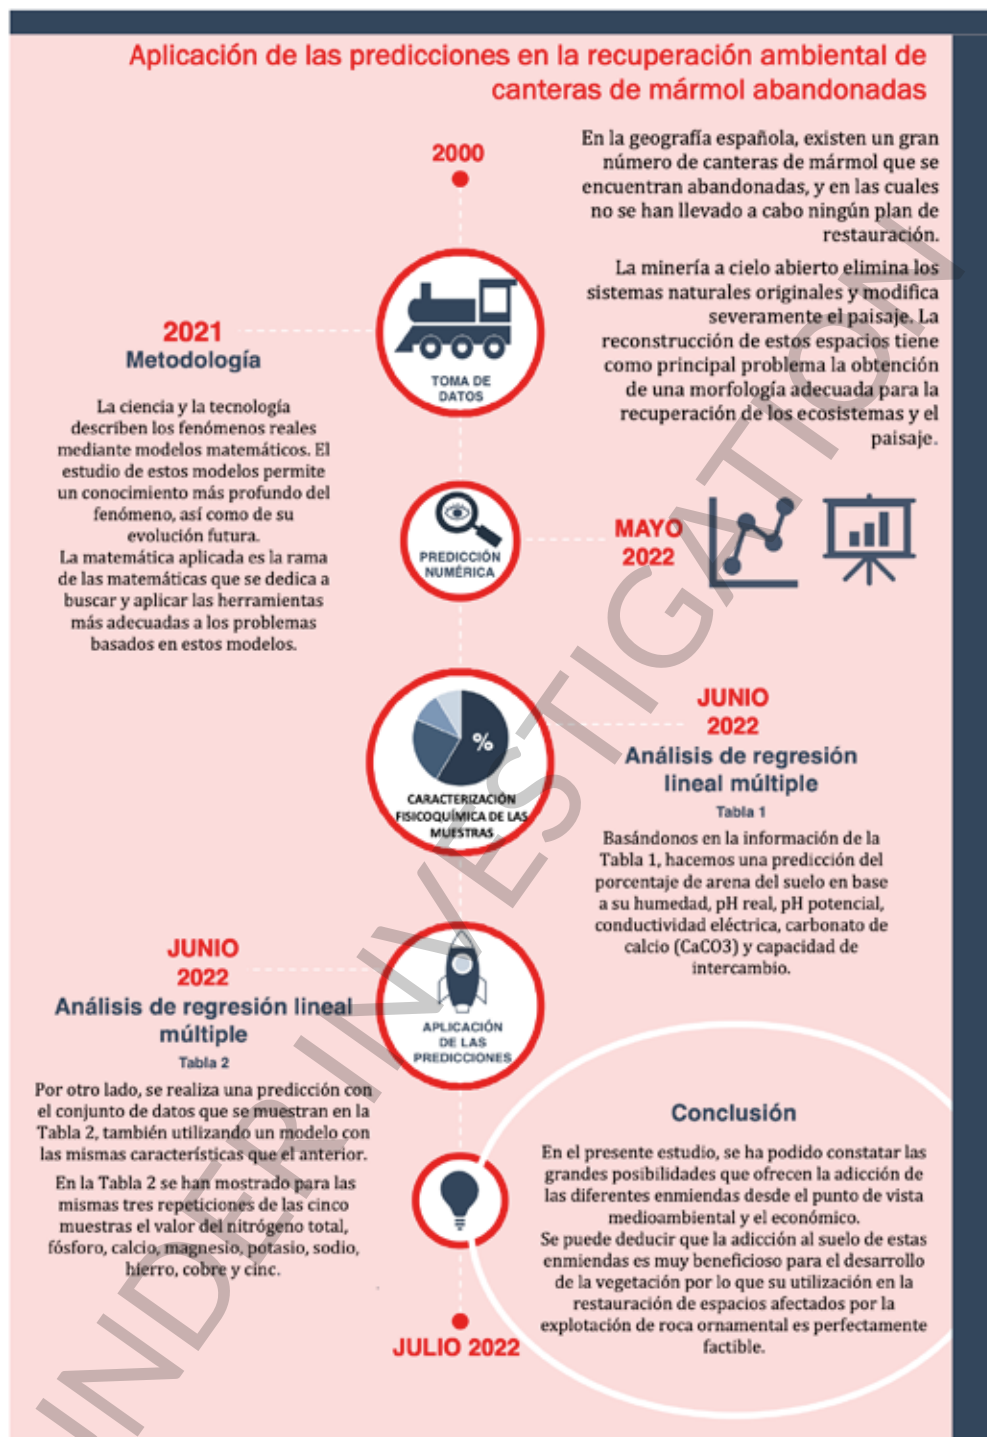 Aplicación de las predicciones en la recuperación ambiental de
canteras de mármol abandonadas
2000
En la geografía española, existen un gran
número de canteras de mármol que se
encuentran abandonadas, y en las cuales
no se han llevado a cabo ningún plan de
restauración.
La minería a cielo abierto elimina los
sistemas naturales originales y modifica
severamente el paisaje. La
reconstrucción de estos espacios tiene
como principal problema la obtención
de una morfología adecuada para la
recuperación de los ecosistemas y el
paisaje.
TOMA DE
DATOS
2021
Metodología
La ciencia y la tecnología
describen los fenómenos reales
mediante modelos matemáticos. El
estudio de estos modelos permite
un conocimiento más profundo del
fenómeno, así como de su
evolución futura.
La matemática aplicada es la rama
de las matemáticas que se dedica a
buscar y aplicar las herramientas
más adecuadas a los problemas
basados en estos modelos.
PREDICCIÓN
NUMÉRICA
MAYO
2022
%
CARACTERIZACIÓN
FISICOQUÍMICA DE LAS
MUESTRAS
JUNIO
2022
Análisis de regresión
lineal múltiple
Tabla 1
Basándonos en la información de la
Tabla 1, hacemos una predicción del
porcentaje de arena del suelo en base
a su humedad, pH real, pH potencial,
conductividad eléctrica, carbonato de
calcio (CaCO3) y capacidad de
intercambio.
APLICACIÓN
DE LAS
PREDICCIONES
JUNIO
2022
Análisis de regresión lineal
múltiple
Tabla 2
Por otro lado, se realiza una predicción con
el conjunto de datos que se muestran en la
Tabla 2, también utilizando un modelo con
las mismas características que el anterior.
En la Tabla 2 se han mostrado para las
mismas tres repeticiones de las cinco
muestras el valor del nitrógeno total,
fósforo, calcio, magnesio, potasio, sodio,
hierro, cobre y cinc.
Conclusión
En el presente estudio, se ha podido constatar las
grandes posibilidades que ofrecen la adicción de
las diferentes enmiendas desde el punto de vista
medioambiental y el económico.
Se puede deducir que la adicción al suelo de estas
enmiendas es muy beneficioso para el desarrollo
de la vegetación por lo que su utilización en la
restauración de espacios afectados por la
explotación de roca ornamental es perfectamente
factible.
JULIO 2022
UNDER INVESTIGATION